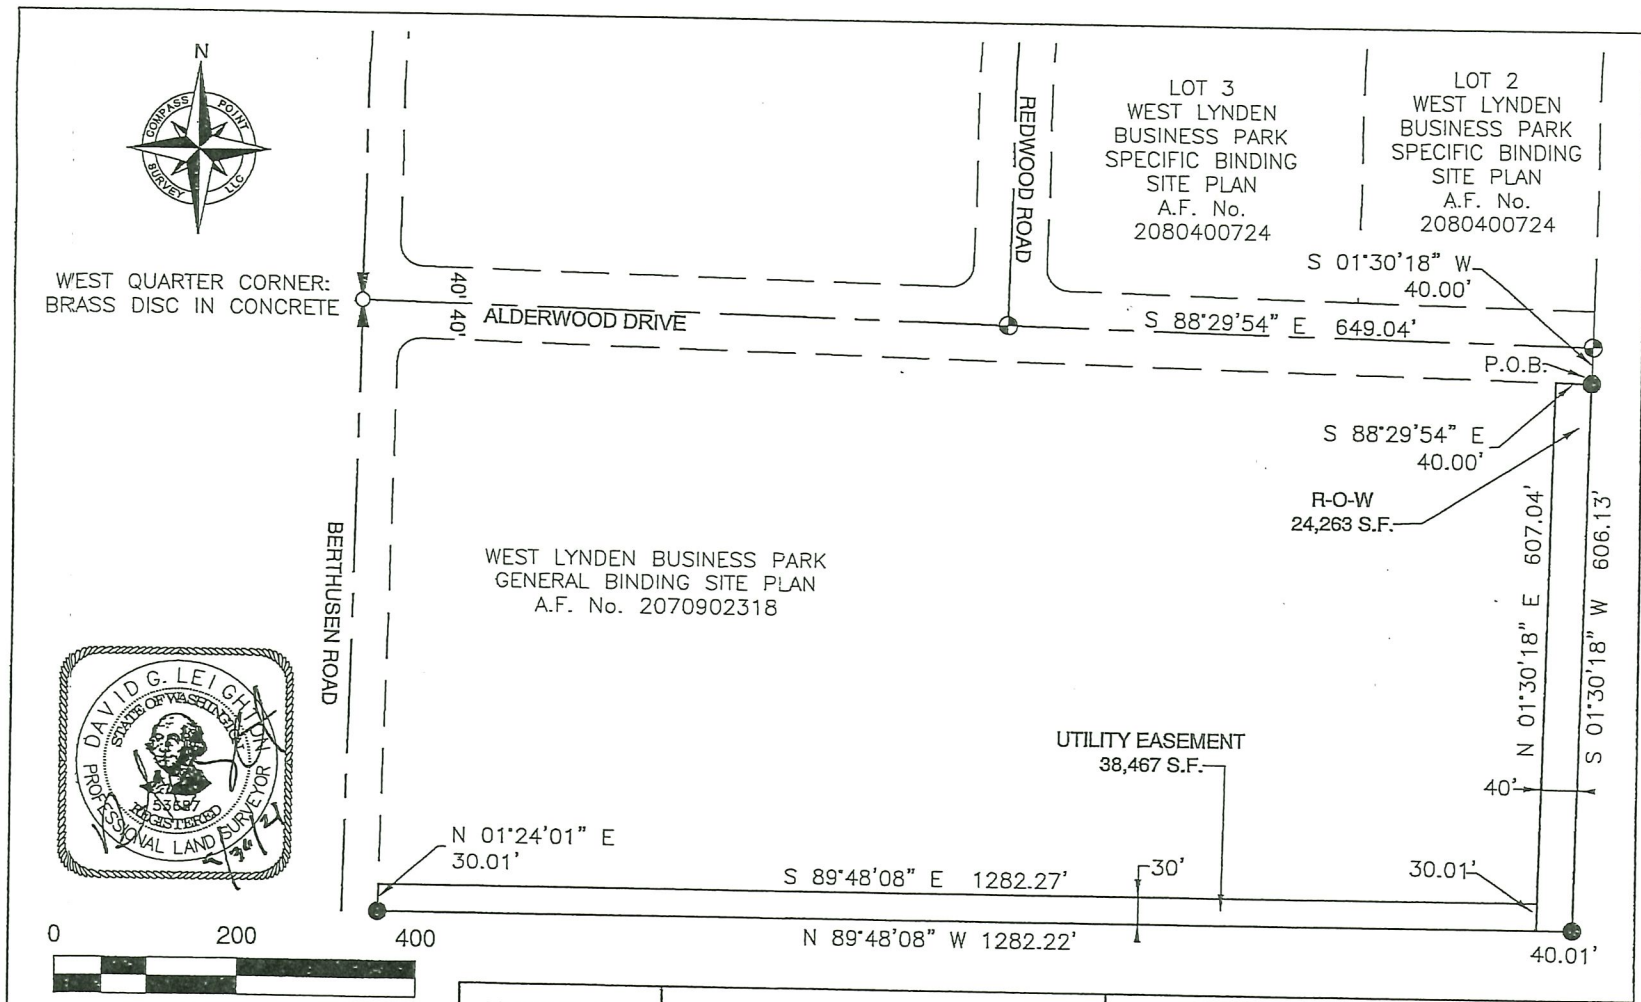 N
COMPASS POINT
SURVEY LLC
WEST QUARTER CORNER:
BRASS DISC IN CONCRETE
40' 40'
ALDERWOOD DRIVE
REDWOOD ROAD
LOT 3
WEST LYNDEN
BUSINESS PARK
SPECIFIC BINDING
SITE PLAN
A.F. No.
2080400724
LOT 2
WEST LYNDEN
BUSINESS PARK
SPECIFIC BINDING
SITE PLAN
A.F. No.
2080400724
S 01°30'18" W
40.00'
S 88°29'54" E 649.04'
P.O.B.
S 88°29'54" E
40.00'
R-O-W
24,263 S.F.
N 01°30'18" E 607.04'
S 01°30'18" W 606.13'
BERTHUSEN ROAD
WEST LYNDEN BUSINESS PARK
GENERAL BINDING SITE PLAN
A.F. No. 2070902318
DAVID G. LEIGHTON
STATE OF WASHINGTON
REGISTERED
PROFESSIONAL LAND SURVEYOR
UTILITY EASEMENT
38,467 S.F.
40'
N 01°24'01" E
30.01'
S 89°48'08" E 1282.27'
30'
30.01'
N 89°48'08" W 1282.22'
40.01'
0 200 400